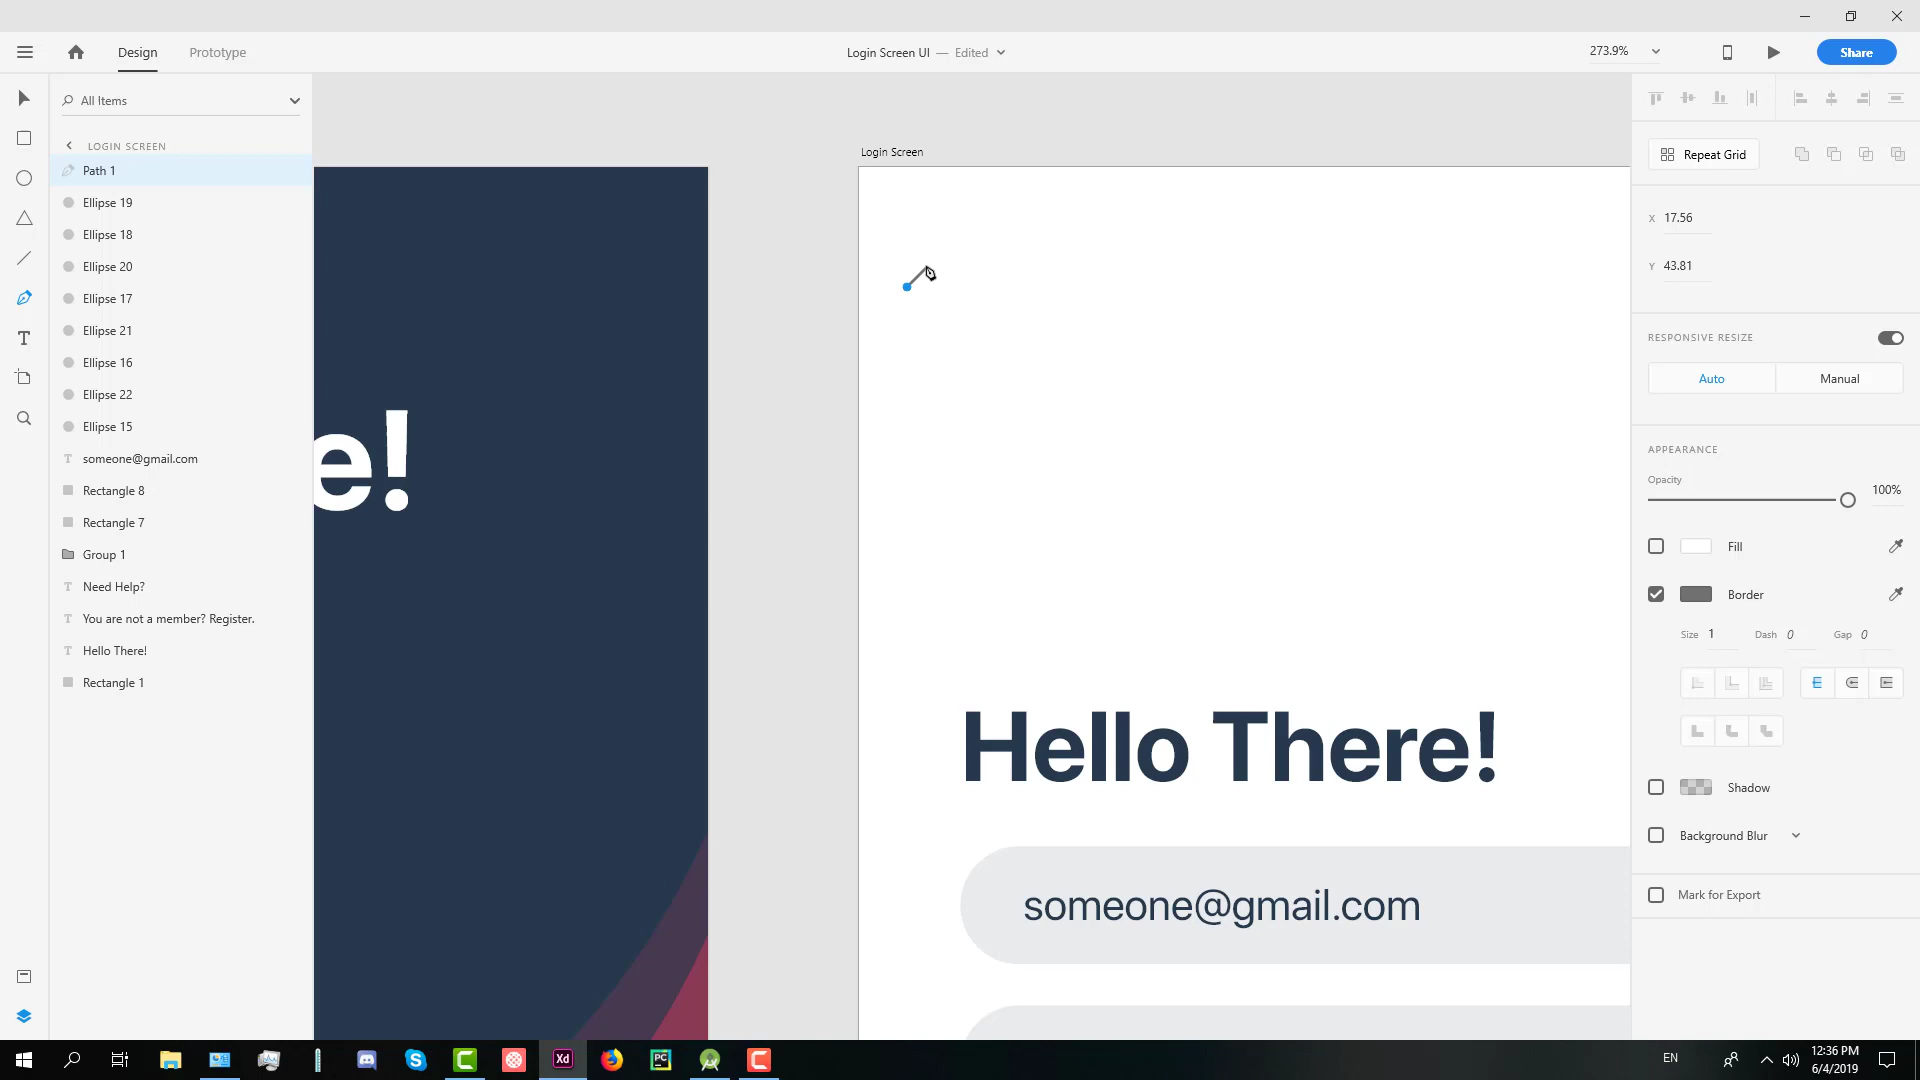 Design
Prototype
Login Screen UI — Edited
273.9%
Share
All Items
LOGIN SCREEN
Path 1
Ellipse 19
Ellipse 18
Ellipse 20
Ellipse 17
Ellipse 21
Ellipse 16
Ellipse 22
Ellipse 15
T someone@gmail.com
Rectangle 8
Rectangle 7
Group 1
T Need Help?
T You are not a member? Register.
T Hello There!
Rectangle 1
e!
Login Screen
Hello There!
someone@gmail.com
Repeat Grid
X 17.56
Y 43.81
RESPONSIVE RESIZE
Auto
Manual
APPEARANCE
Opacity
100%
Fill
Border
Size 1 Dash 0 Gap 0
Shadow
Background Blur
Mark for Export
Xd
PC
EN
12:36 PM
6/4/2019